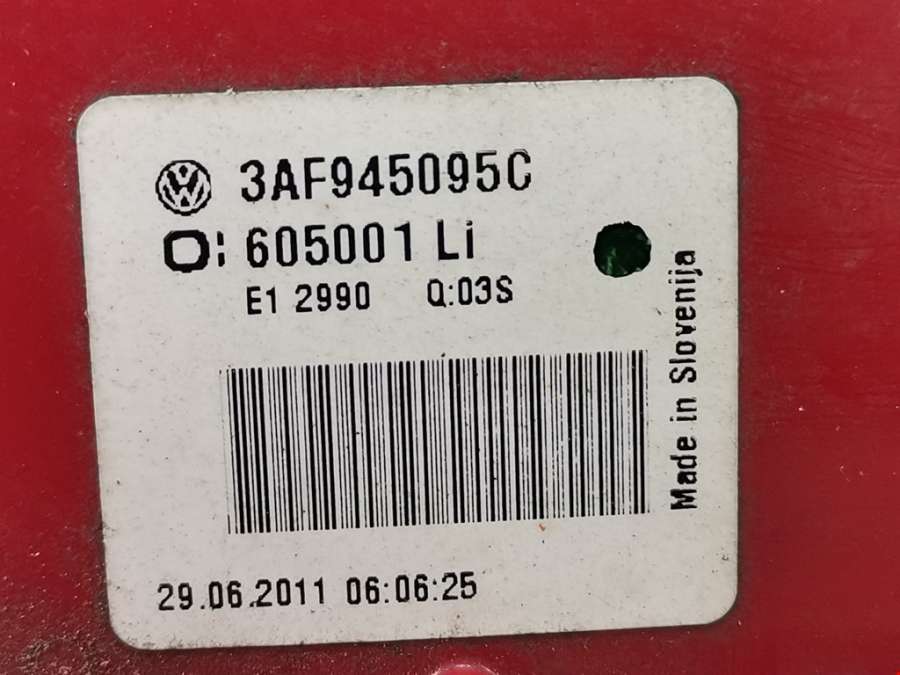 3AF945095C
O: 605001 Li
E1 2990 Q:03S
Made in Slovenija
29.06.2011 06:06:25